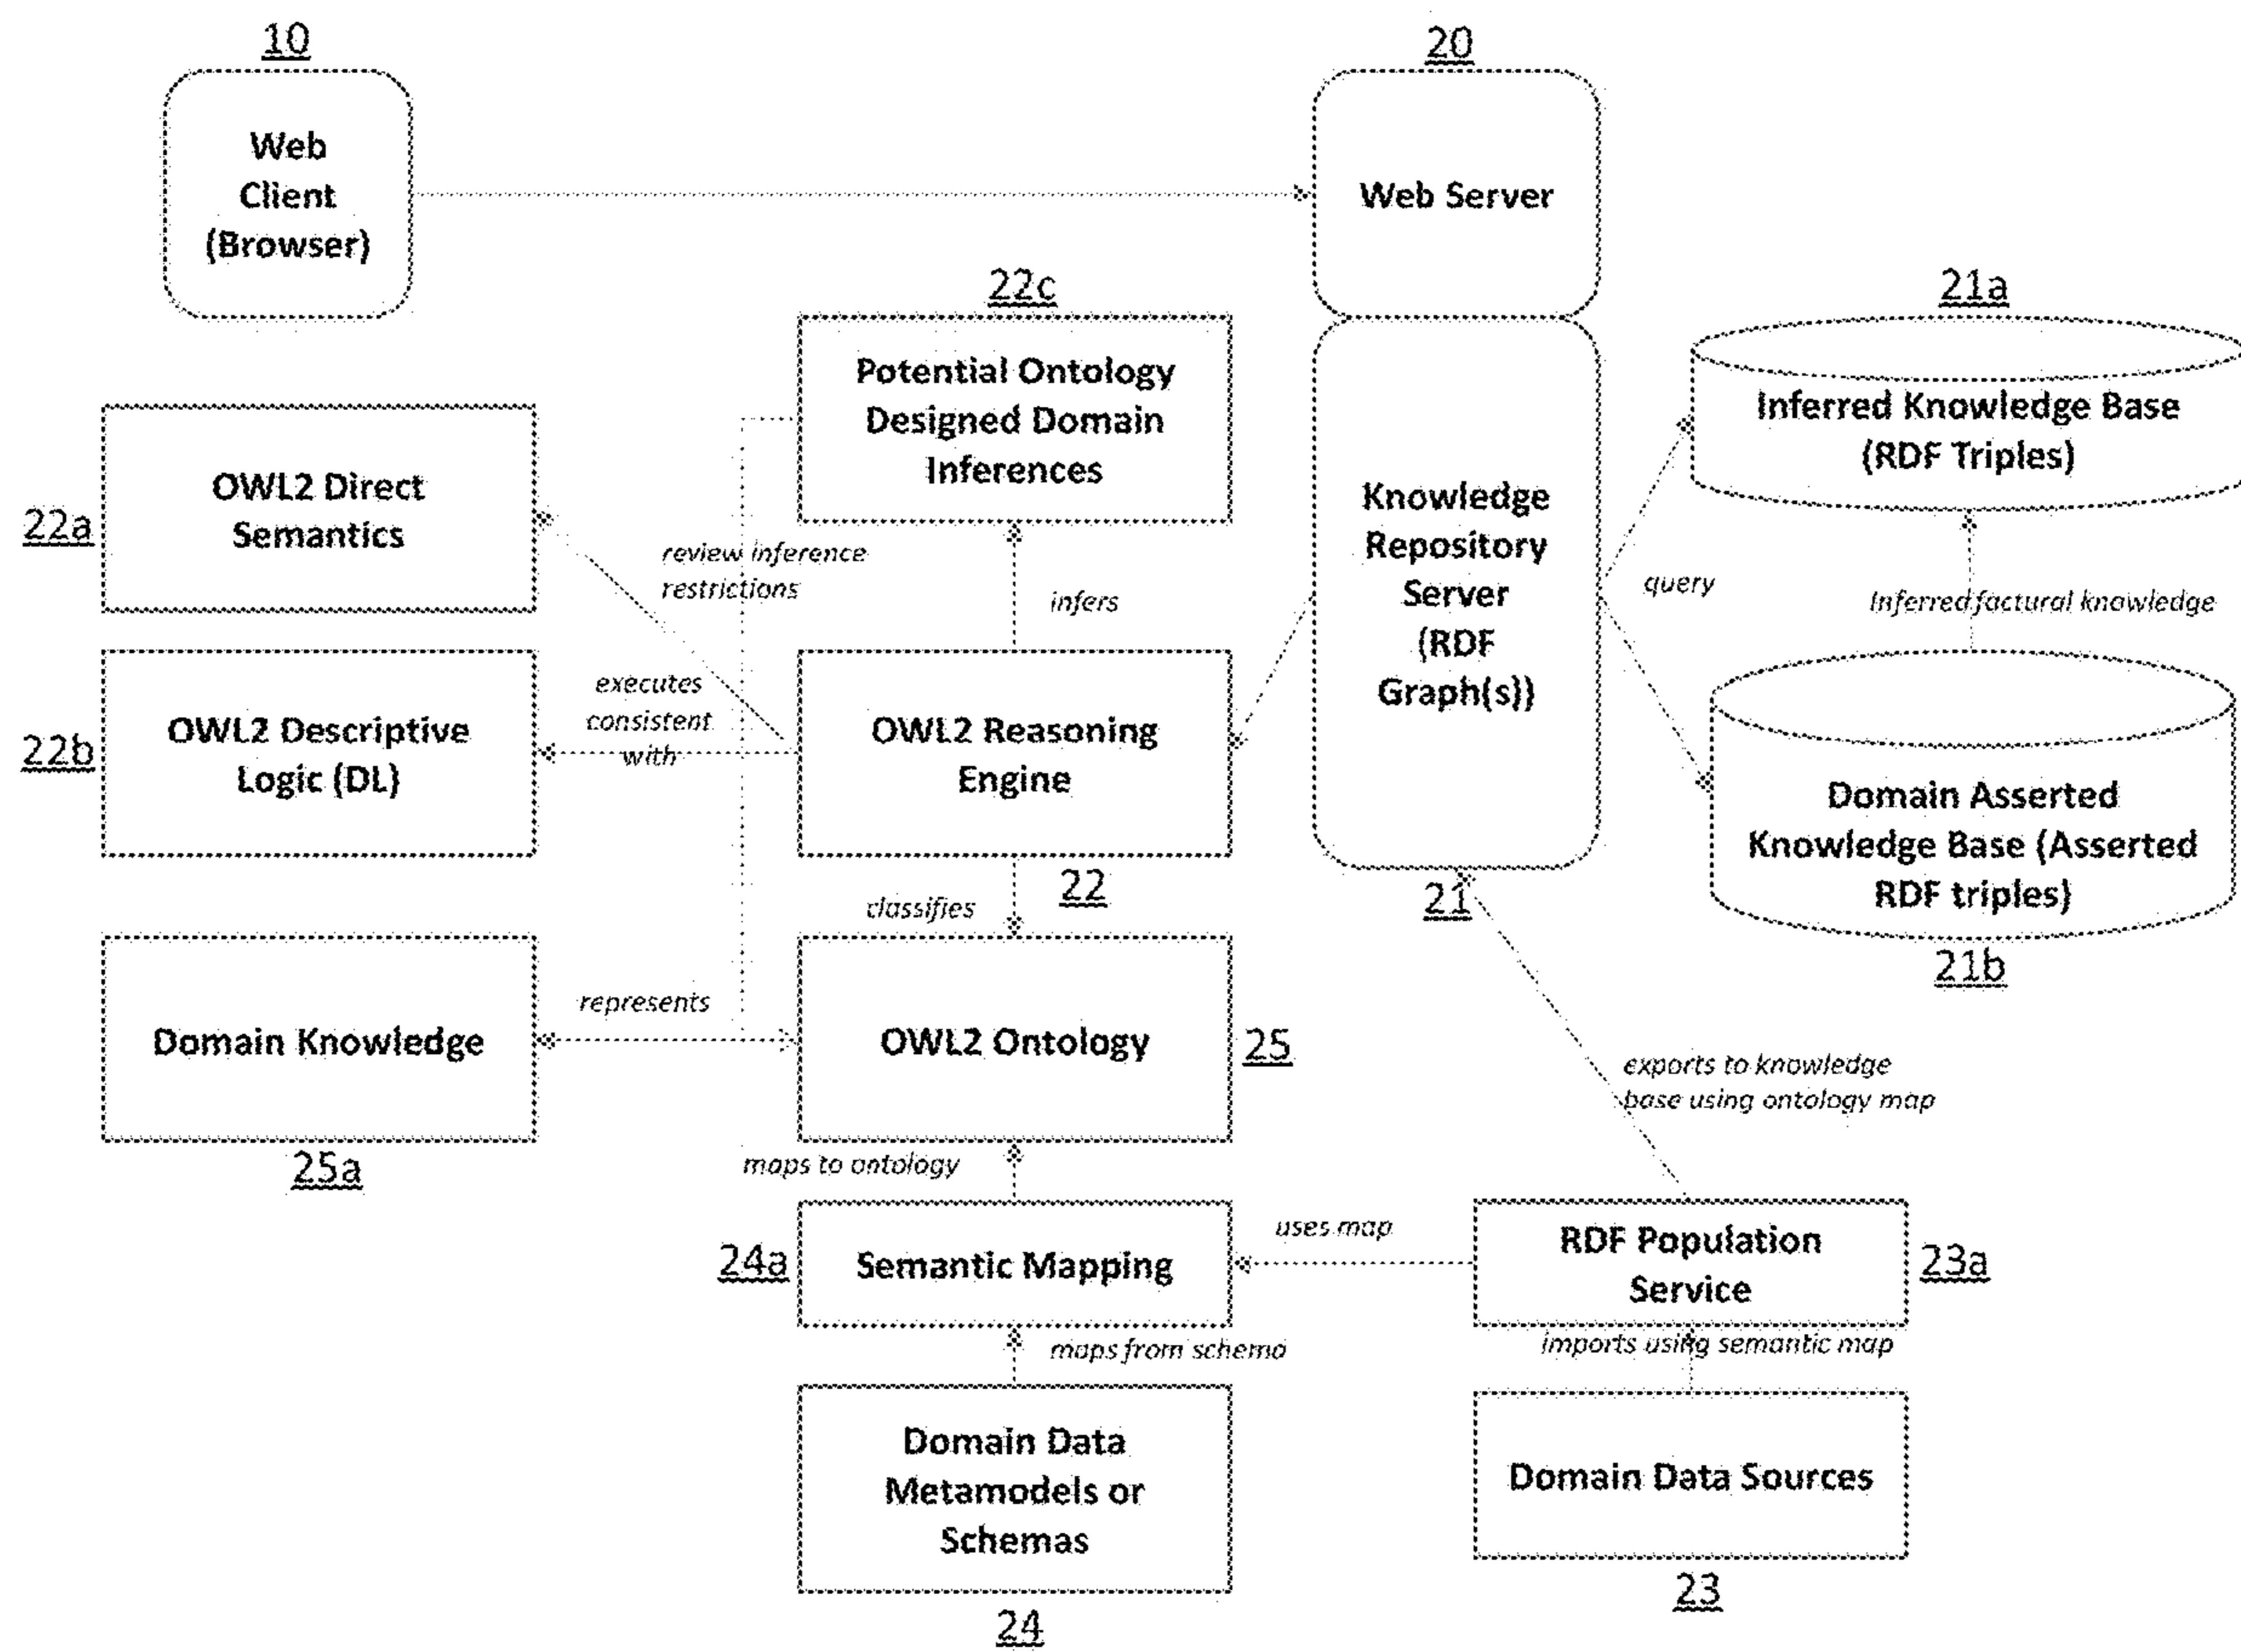 10
Web
Client
(Browser)
20
Web Server
22c
Potential Ontology
Designed Domain
Inferences
21a
Inferred Knowledge Base
(RDF Triples)
22a
OWL2 Direct
Semantics
review inference
restrictions
infers
Knowledge
Repository
Server
(RDF
Graph(s))
query
Inferred factural knowledge
22b
OWL2 Descriptive
Logic (DL)
executes
consistent
with
OWL2 Reasoning
Engine
22
classifies
21
Domain Asserted
Knowledge Base (Asserted
RDF triples)
21b
Domain Knowledge
25a
represents
OWL2 Ontology
25
exports to knowledge
base using ontology map
maps to ontology
24a
Semantic Mapping
uses map
RDF Population
Service
23a
maps from schema
imports using semantic map
Domain Data
Metamodels or
Schemas
24
Domain Data Sources
23